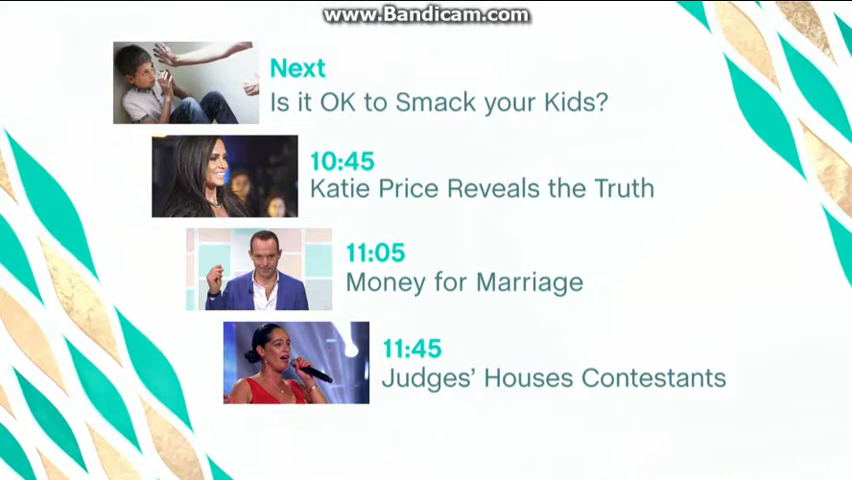 www.Bandicam.com
Next
Is it OK to Smack your Kids?
10:45
Katie Price Reveals the Truth
11:05
Money for Marriage
11:45
Judges' Houses Contestants